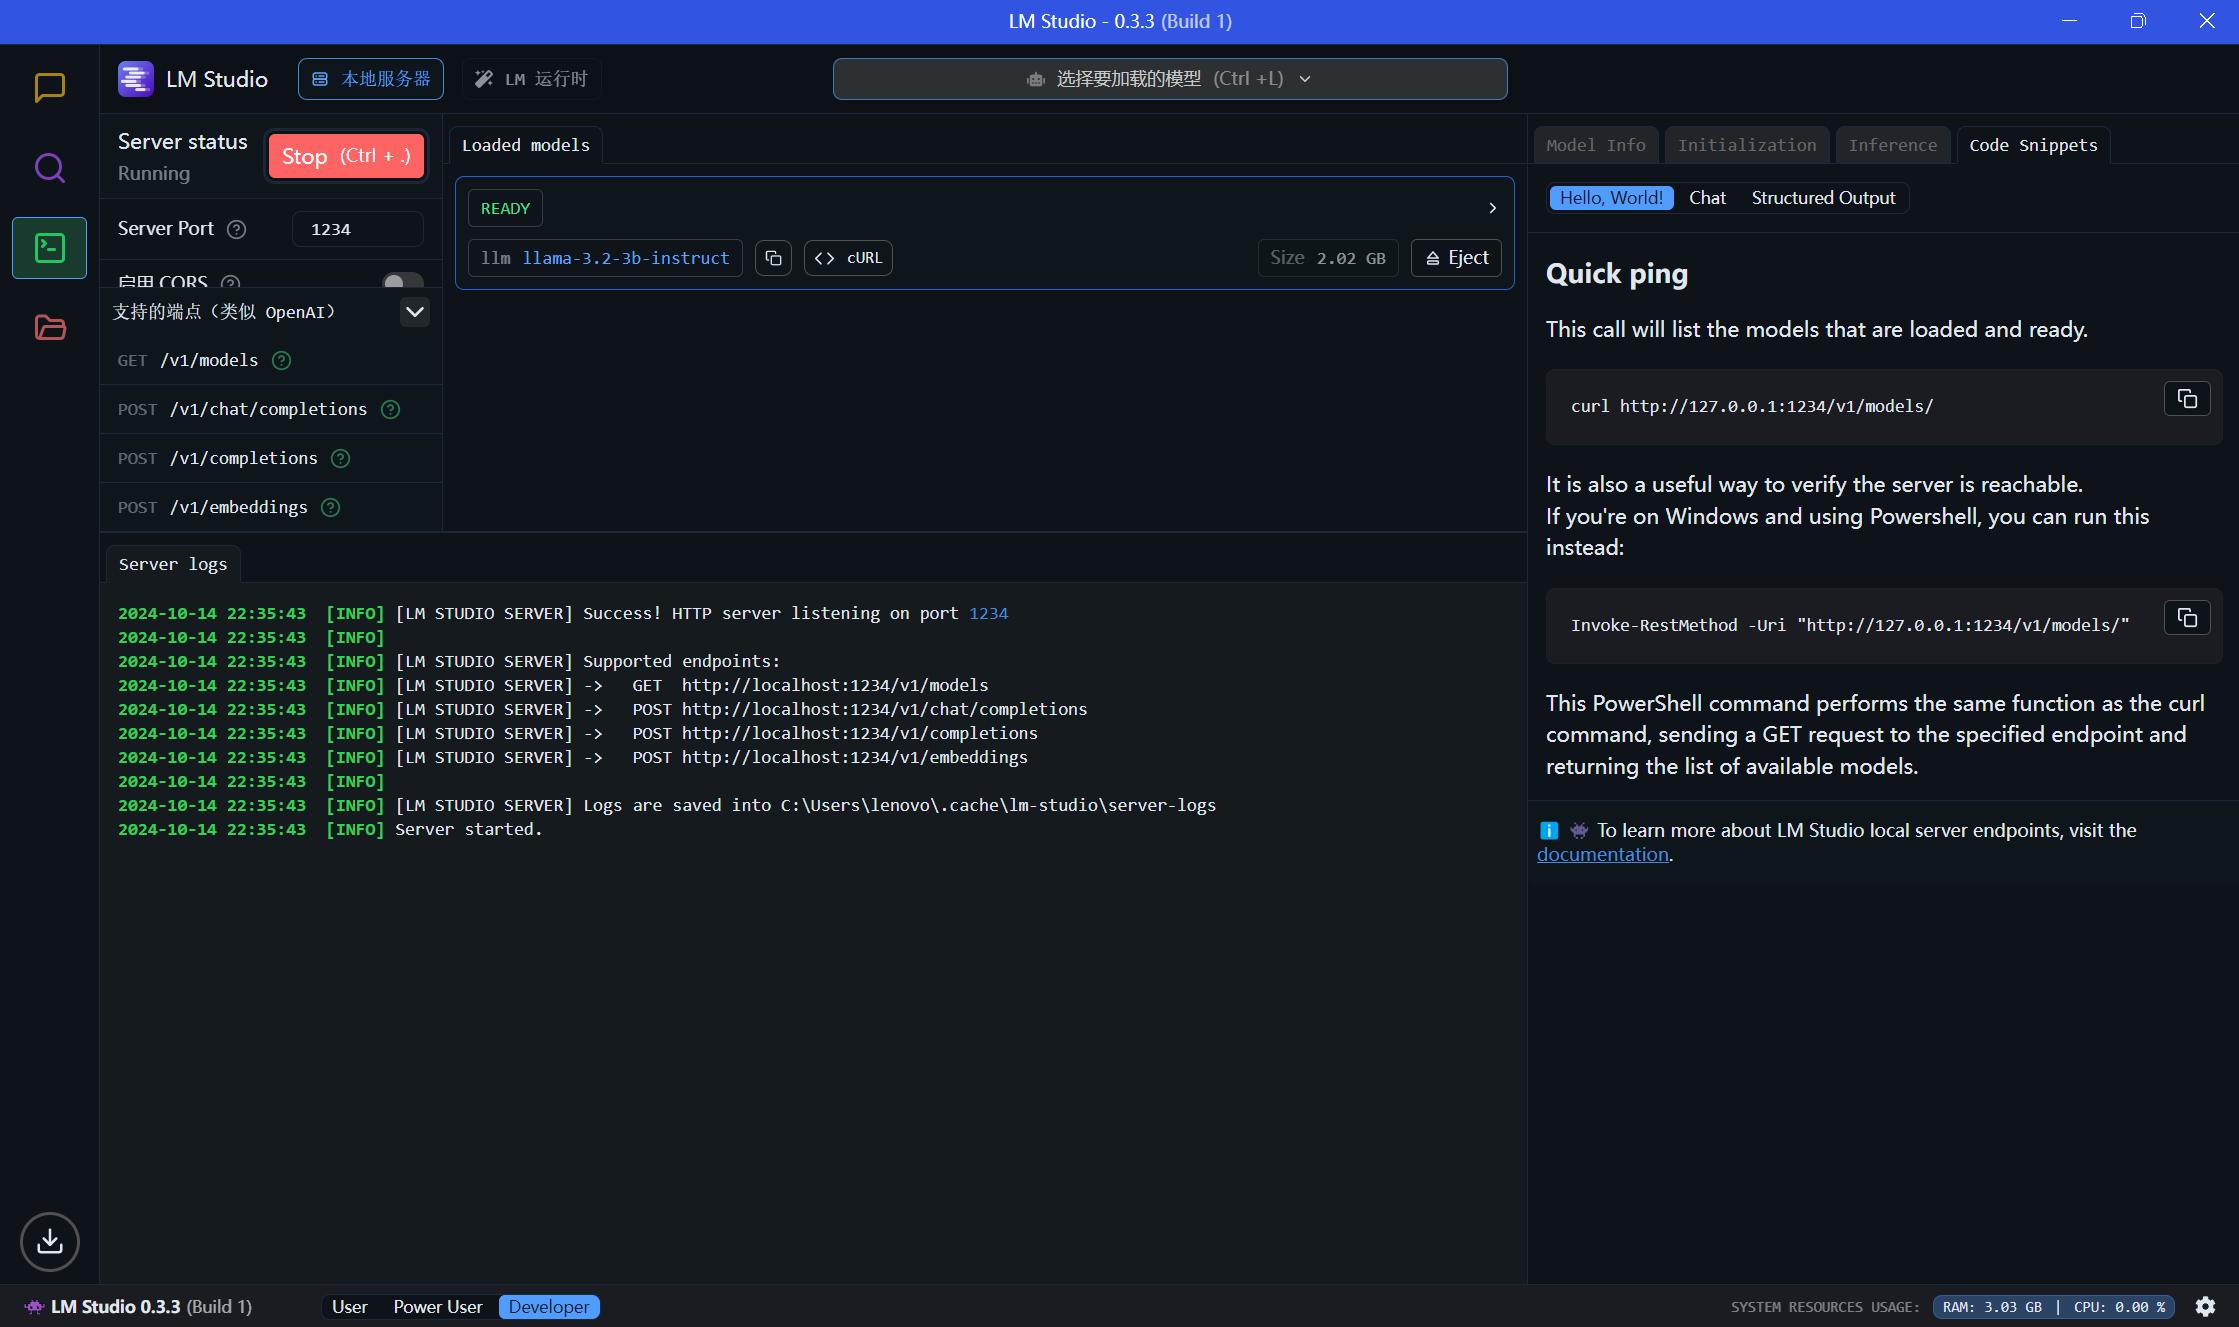 LM Studio - 0.3.3 (Build 1)
LM Studio
本地服务器
LM 运行时
选择要加载的模型 (Ctrl +L)
Server status
Running
Stop (Ctrl + .)
Server Port
1234
启用 CORS
支持的端点（类似 OpenAI）
GET /v1/models
POST /v1/chat/completions
POST /v1/completions
POST /v1/embeddings
Loaded models
READY
llm llama-3.2-3b-instruct
cURL
Size 2.02 GB
Eject
Server logs
2024-10-14 22:35:43 [INFO] [LM STUDIO SERVER] Success! HTTP server listening on port 1234
2024-10-14 22:35:43 [INFO]
2024-10-14 22:35:43 [INFO] [LM STUDIO SERVER] Supported endpoints:
2024-10-14 22:35:43 [INFO] [LM STUDIO SERVER] -> GET http://localhost:1234/v1/models
2024-10-14 22:35:43 [INFO] [LM STUDIO SERVER] -> POST http://localhost:1234/v1/chat/completions
2024-10-14 22:35:43 [INFO] [LM STUDIO SERVER] -> POST http://localhost:1234/v1/completions
2024-10-14 22:35:43 [INFO] [LM STUDIO SERVER] -> POST http://localhost:1234/v1/embeddings
2024-10-14 22:35:43 [INFO]
2024-10-14 22:35:43 [INFO] [LM STUDIO SERVER] Logs are saved into C:\Users\lenovo\.cache\lm-studio\server-logs
2024-10-14 22:35:43 [INFO] Server started.
Model Info
Initialization
Inference
Code Snippets
Hello, World!
Chat
Structured Output
Quick ping
This call will list the models that are loaded and ready.
curl http://127.0.0.1:1234/v1/models/
It is also a useful way to verify the server is reachable.
If you're on Windows and using Powershell, you can run this
instead:
Invoke-RestMethod -Uri "http://127.0.0.1:1234/v1/models/"
This PowerShell command performs the same function as the curl
command, sending a GET request to the specified endpoint and
returning the list of available models.
To learn more about LM Studio local server endpoints, visit the
documentation.
LM Studio 0.3.3 (Build 1)
User
Power User
Developer
SYSTEM RESOURCES USAGE:
RAM: 3.03 GB | CPU: 0.00 %